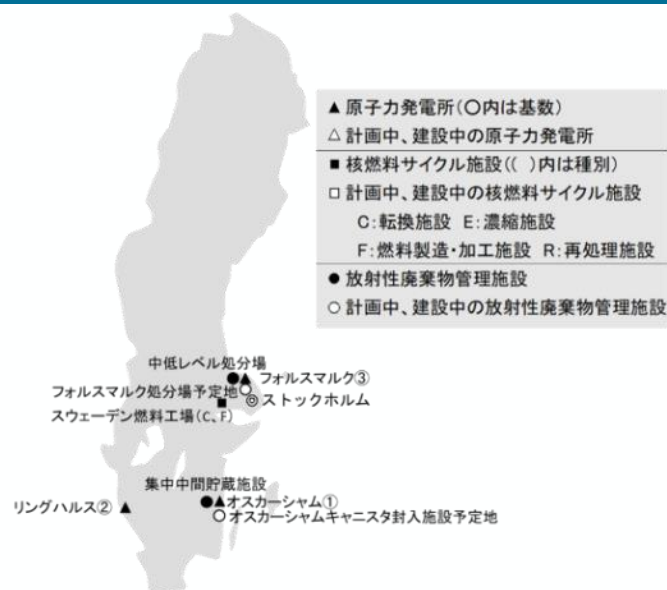 ▲原子力発電所(〇内は基数)
△計画中、建設中の原子力発電所
■核燃料サイクル施設(( )内は種別)
□計画中、建設中の核燃料サイクル施設
C:転換施設 E:濃縮施設
F:燃料製造・加工施設 R:再処理施設
●放射性廃棄物管理施設
○計画中、建設中の放射性廃棄物管理施設
中低レベル処分場
フォルスマルク③
フォルスマルク処分場予定地
ストックホルム
スウェーデン燃料工場(C、F)
集中中間貯蔵施設
リングハルス②
オスカーシャム①
オスカーシャムキャニスタ封入施設予定地